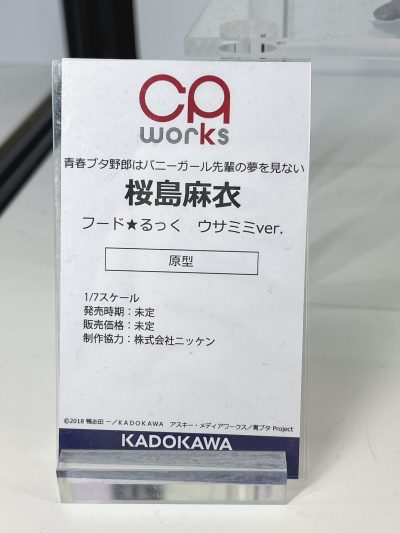 CA
works
青春ブタ野郎はバニーガール先輩の夢を見ない
桜島麻衣
フード★るっく ウサミミver.
原型
1/7スケール
発売時期：未定
販売価格：未定
制作協力：株式会社ニッケン
©2018 鴨志田 一／KADOKAWA アスキー・メディアワークス／青ブタ Project
KADOKAWA